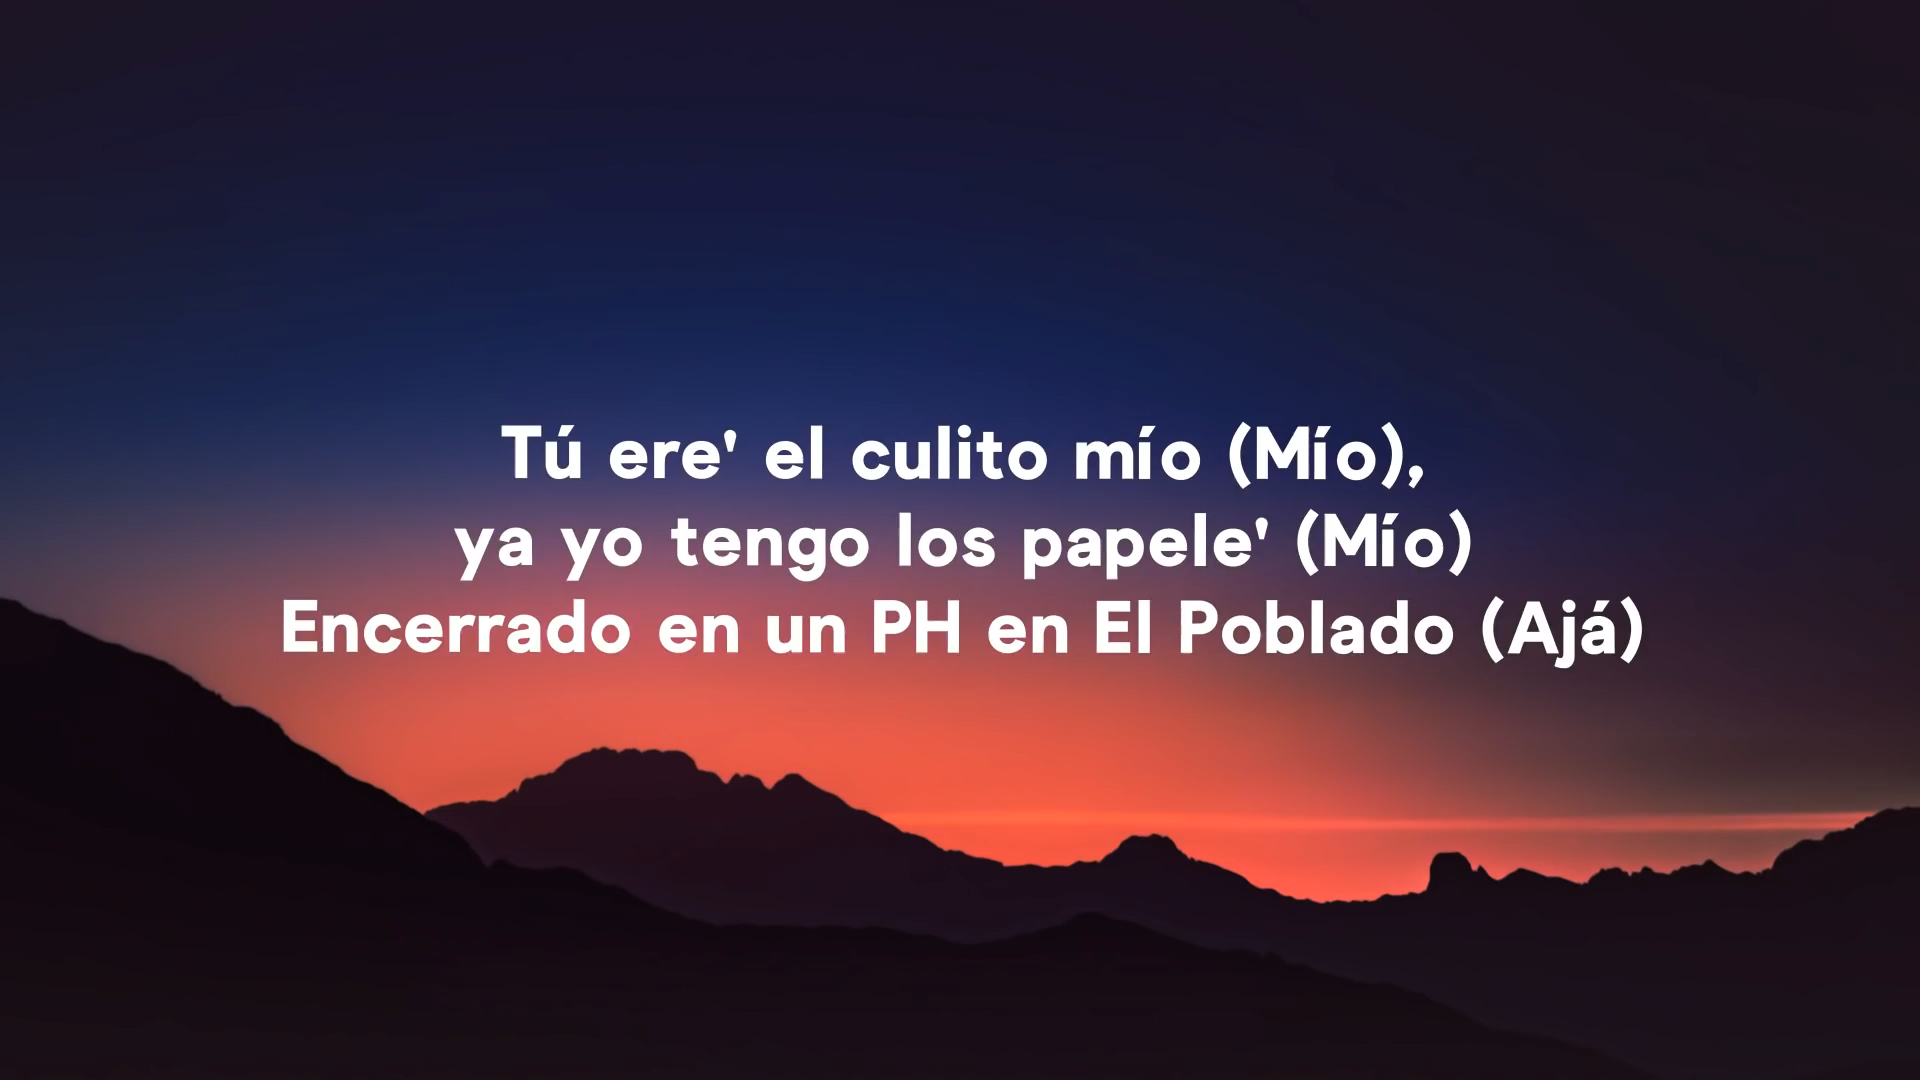 Tú ere' el culito mío (Mío),
ya yo tengo los papele' (Mío)
Encerrado en un PH en El Poblado (Ajá)